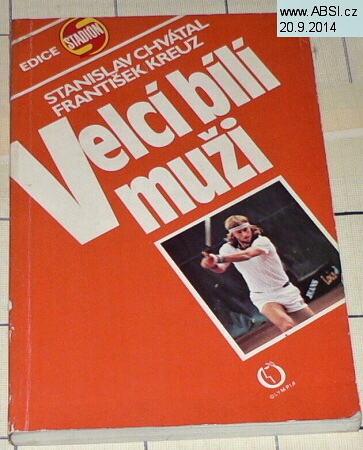 www.ABSI.cz
20.9.2014
EDICE STADION
STANISLAV CHVÁTAL
FRANTIŠEK KREUZ
Velcí bílí
muži
OLYMPIA